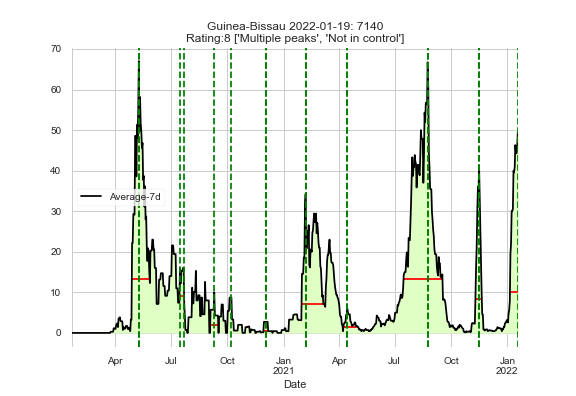 Guinea-Bissau 2022-01-19: 7140
Rating:8 ['Multiple peaks', 'Not in control']
70
60
50
40
30
20
10
0
Average-7d
Apr
Jul
Oct
Jan
2021
Apr
Jul
Oct
Jan
2022
Date